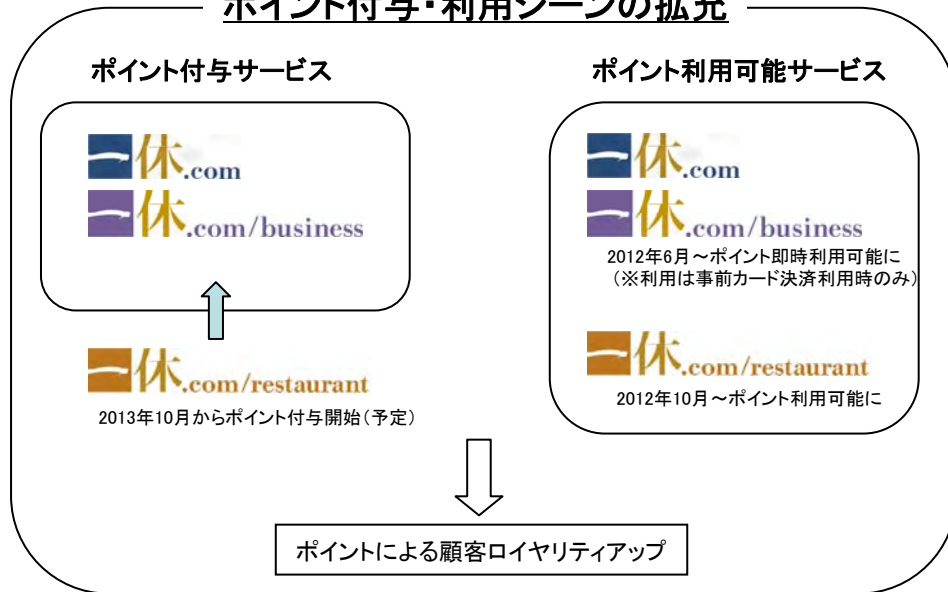 ポイント付与・利用シーンの拡充
ポイント付与サービス
一休.com
一休.com/business
一休.com/restaurant
2013年10月からポイント付与開始（予定）
ポイント利用可能サービス
一休.com
一休.com/business
2012年6月～ポイント即時利用可能に
（※利用は事前カード決済利用時のみ）
一休.com/restaurant
2012年10月～ポイント利用可能に
ポイントによる顧客ロイヤリティアップ